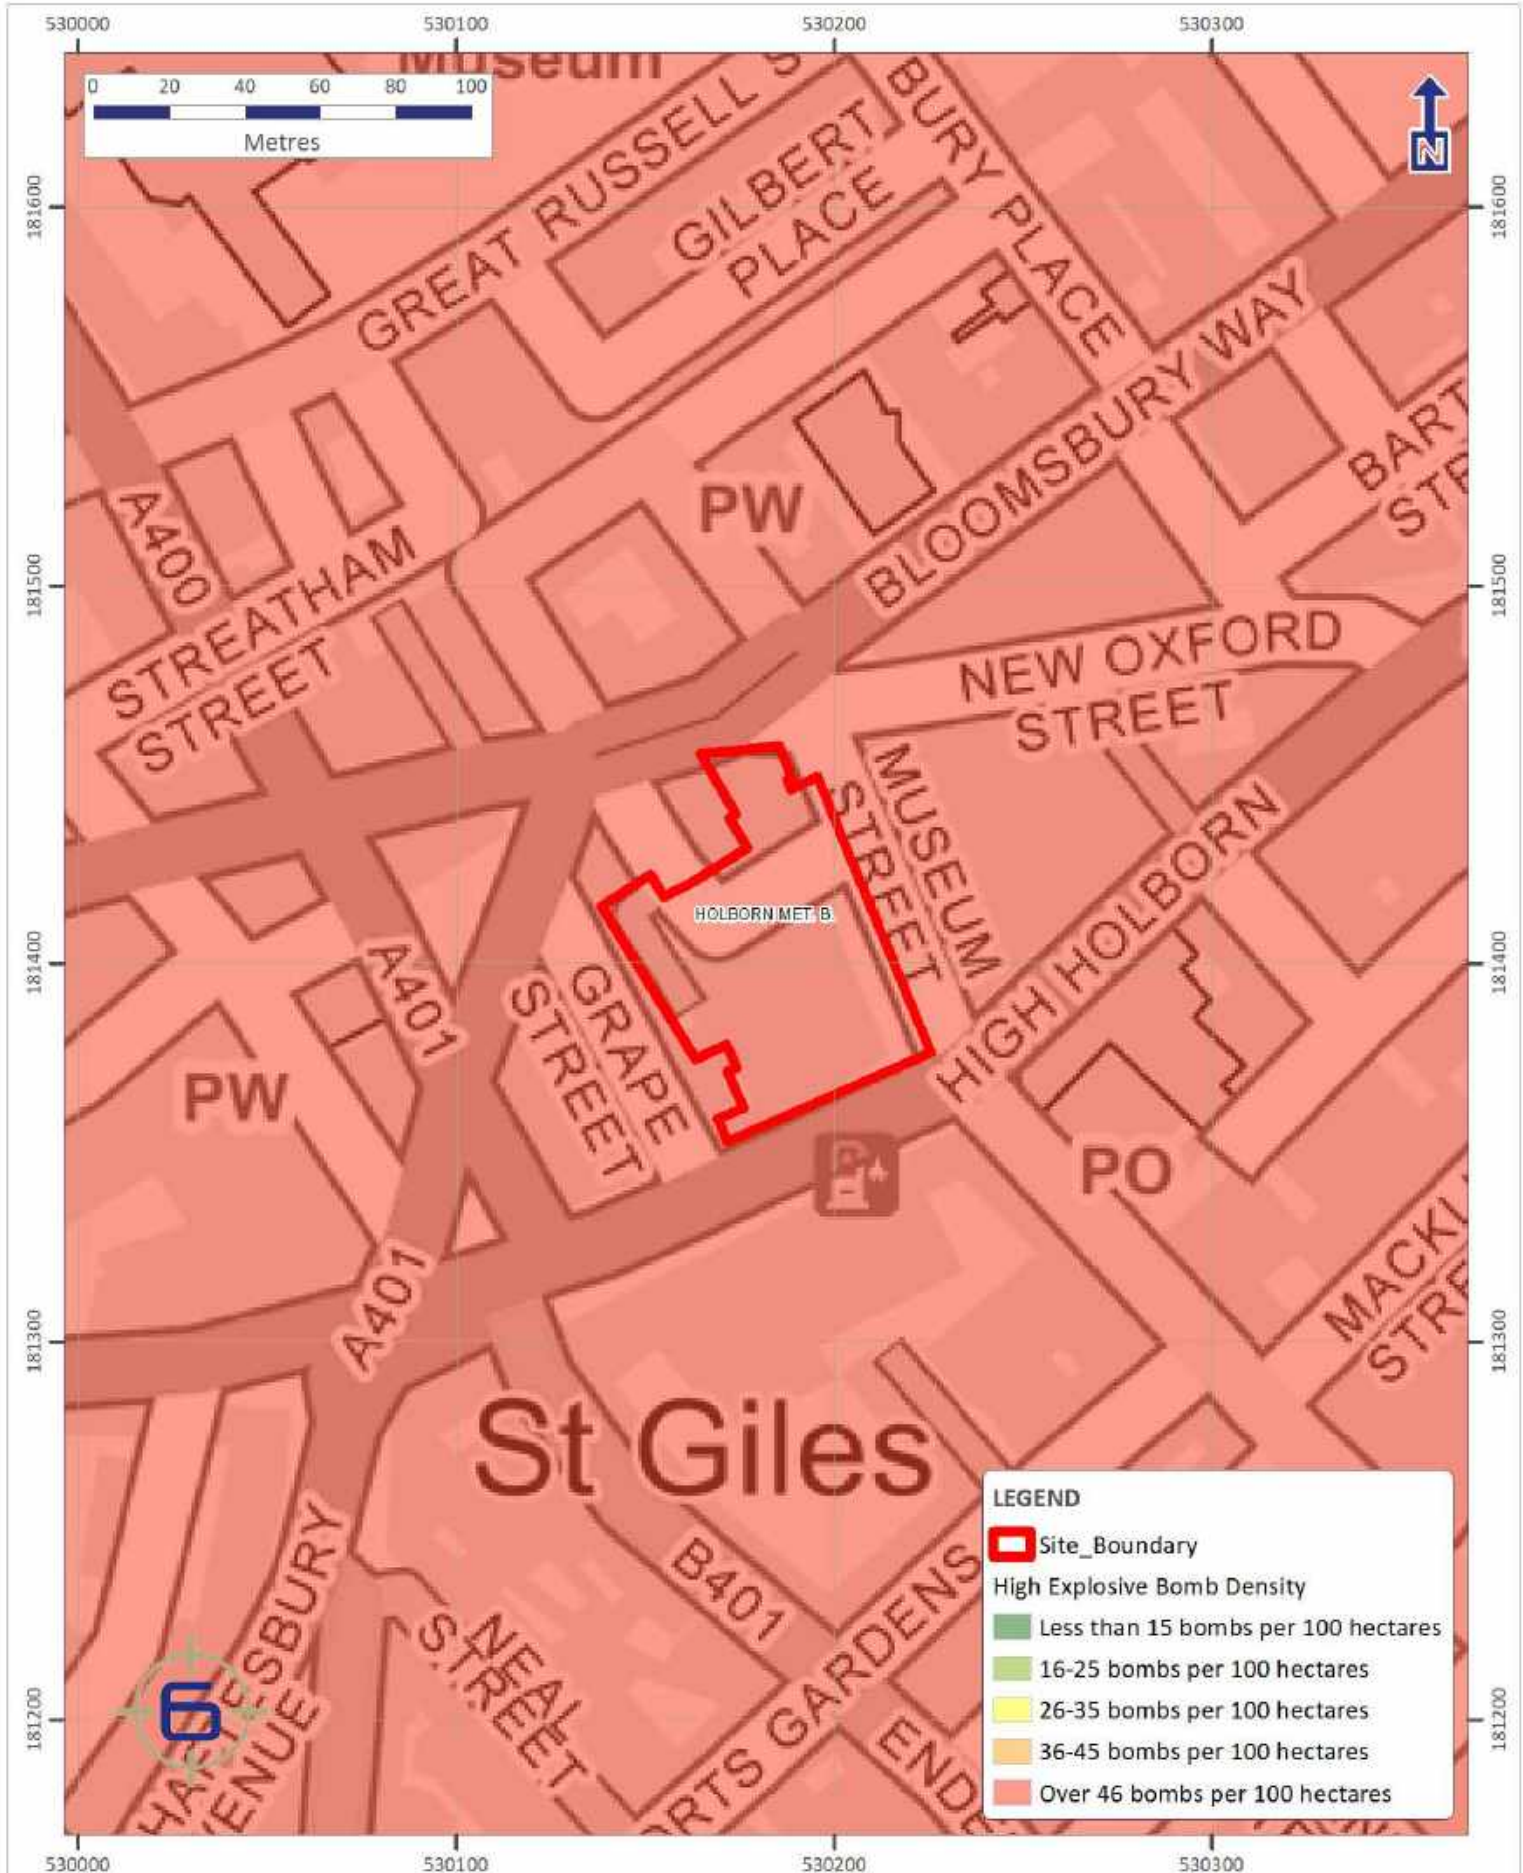 530000
530100
530200
530300
Museum
0 20 40 60 80 100
Metres
N
181600
181600
GREAT RUSSELL S
GILBERT
PLACE
BURY PLACE
BLOOMSBURY WAY
BART
STR
PW
A400
181500
181500
STREATHAM
STREET
NEW OXFORD
STREET
MUSEUM
STREET
HIGH HOLBORN
HOLBORN MET. B.
181400
181400
A401
GRAPE
STREET
PW
PO
MACKL
STRE
A401
181300
181300
St Giles
B401
NEAL
STREET
SBURY
VENUE
ORTS GARDENS
ENDE
6
181200
181200
LEGEND
Site_Boundary
High Explosive Bomb Density
Less than 15 bombs per 100 hectares
16-25 bombs per 100 hectares
26-35 bombs per 100 hectares
36-45 bombs per 100 hectares
Over 46 bombs per 100 hectares
530000
530100
530200
530300